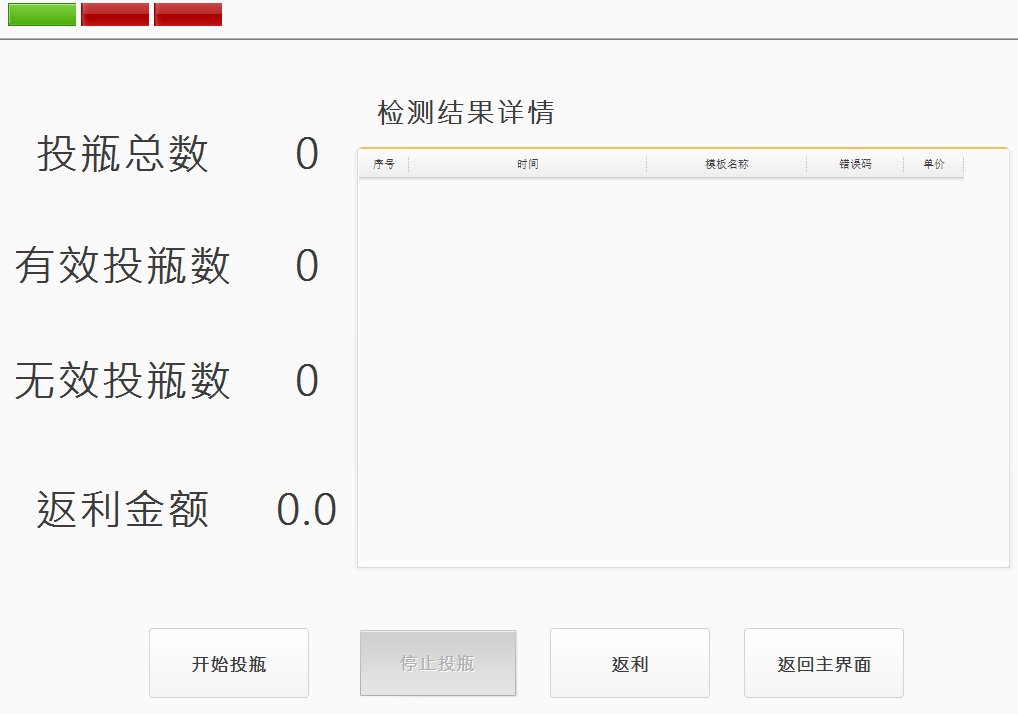 检测结果详情
投瓶总数 0
序号 时间 模板名称 错误码 单价
有效投瓶数 0
无效投瓶数 0
返利金额 0.0
开始投瓶 停止投瓶 返利 返回主界面